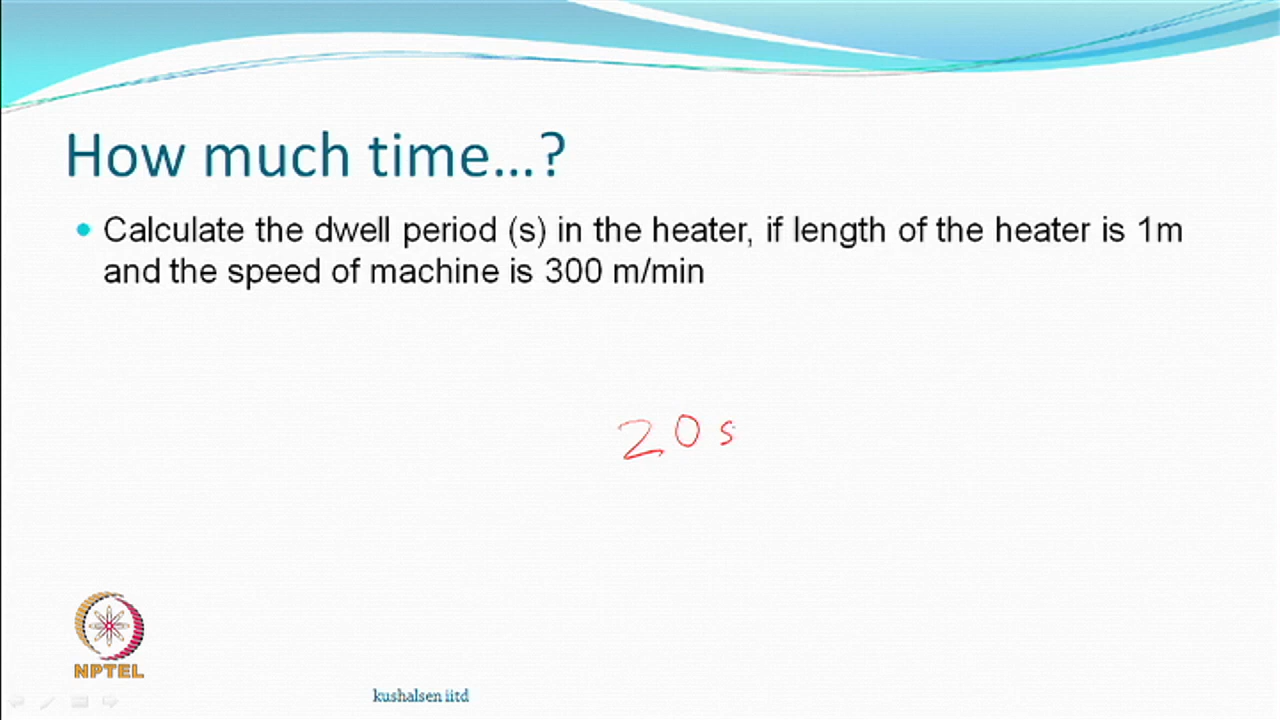 How much time...?
• Calculate the dwell period (s) in the heater, if length of the heater is 1m
and the speed of machine is 300 m/min
20 s
NPTEL
kushalsen iitd